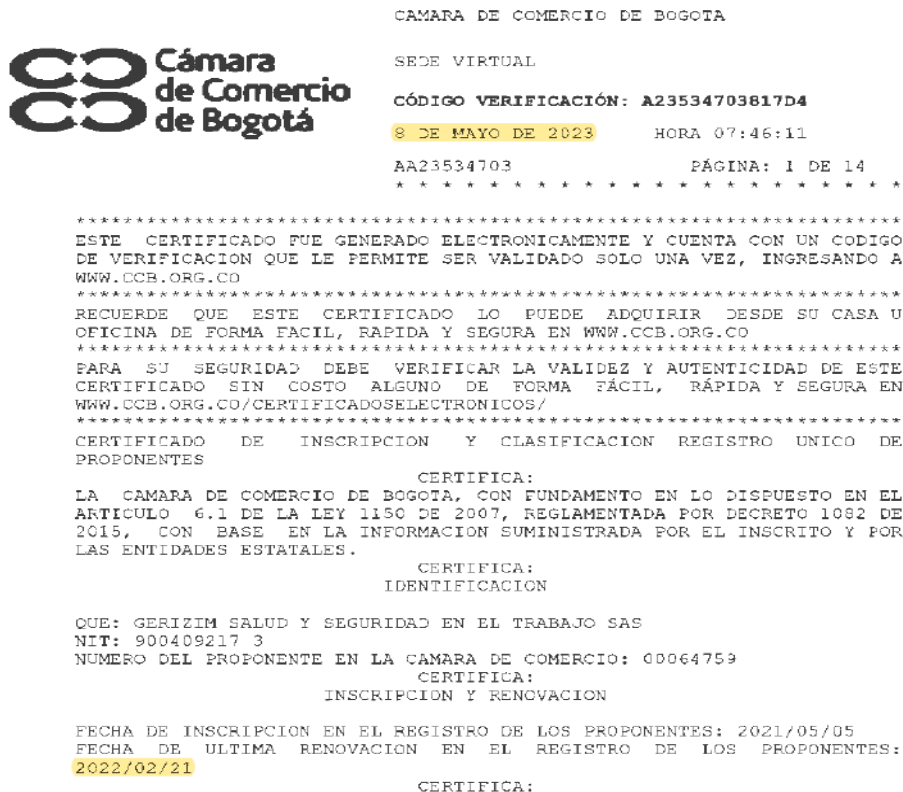 CAMARA DE COMERCIO DE BOGOTA
Cámara
de Comercio
de Bogotá
SEDE VIRTUAL
CÓDIGO VERIFICACIÓN: A23534703817D4
8 DE MAYO DE 2023 HORA 07:46:11
AA23534703 PÁGINA: 1 DE 14
* * * * * * * * * * * * * * * * * * * * * *
**********************************************************************
ESTE CERTIFICADO FUE GENERADO ELECTRONICAMENTE Y CUENTA CON UN CODIGO
DE VERIFICACION QUE LE PERMITE SER VALIDADO SOLO UNA VEZ, INGRESANDO A
WWW.CCB.ORG.CO
**********************************************************************
RECUERDE QUE ESTE CERTIFICADO LO PUEDE ADQUIRIR DESDE SU CASA U
OFICINA DE FORMA FACIL, RAPIDA Y SEGURA EN WWW.CCB.ORG.CO
**********************************************************************
PARA SU SEGURIDAD DEBE VERIFICAR LA VALIDEZ Y AUTENTICIDAD DE ESTE
CERTIFICADO SIN COSTO ALGUNO DE FORMA FÁCIL, RÁPIDA Y SEGURA EN
WWW.CCB.ORG.CO/CERTIFICADOSELECTRONICOS/
**********************************************************************
CERTIFICADO DE INSCRIPCION Y CLASIFICACION REGISTRO UNICO DE
PROPONENTES
CERTIFICA:
LA CAMARA DE COMERCIO DE BOGOTA, CON FUNDAMENTO EN LO DISPUESTO EN EL
ARTICULO 6.1 DE LA LEY 1150 DE 2007, REGLAMENTADA POR DECRETO 1082 DE
2015, CON BASE EN LA INFORMACION SUMINISTRADA POR EL INSCRITO Y POR
LAS ENTIDADES ESTATALES.
CERTIFICA:
IDENTIFICACION
QUE: GERIZIM SALUD Y SEGURIDAD EN EL TRABAJO SAS
NIT: 900409217 3
NUMERO DEL PROPONENTE EN LA CAMARA DE COMERCIO: 00064759
CERTIFICA:
INSCRIPCION Y RENOVACION
FECHA DE INSCRIPCION EN EL REGISTRO DE LOS PROPONENTES: 2021/05/05
FECHA DE ULTIMA RENOVACION EN EL REGISTRO DE LOS PROPONENTES:
2022/02/21
CERTIFICA: